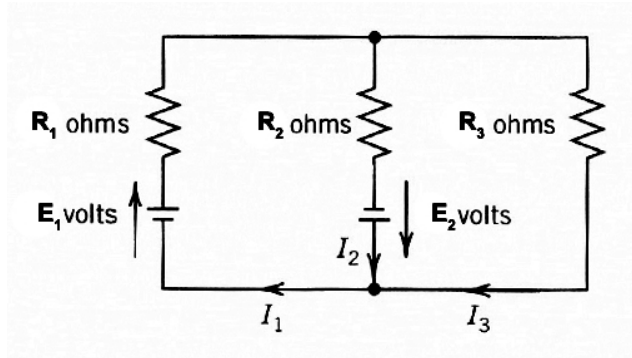 R₁ ohms
R₂ ohms
R₃ ohms
E₁ volts
E₂ volts
I₂
I₁
I₃